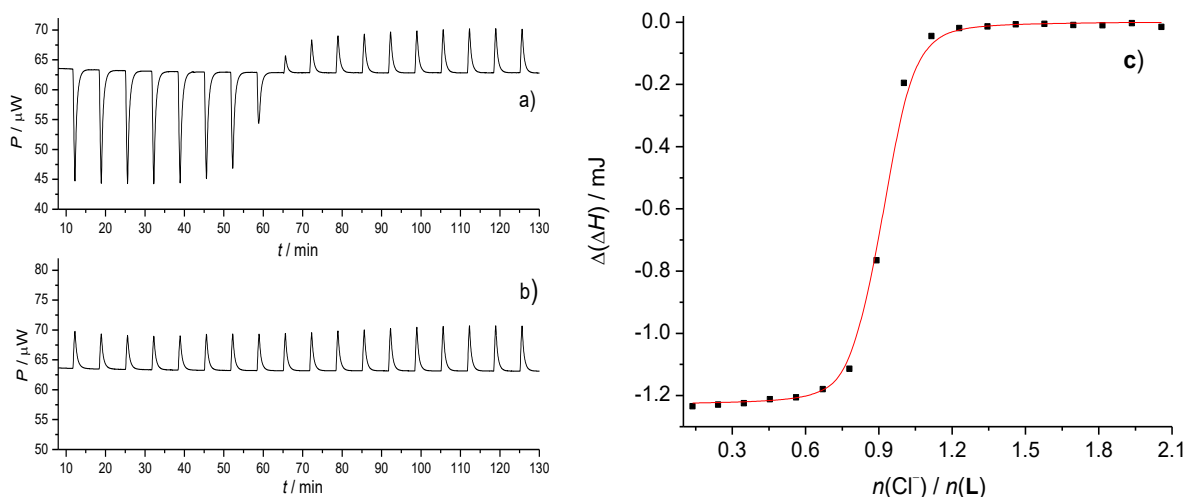 70
65
60
55
50
45
40
P / μW
a)
10 20 30 40 50 60 70 80 90 100 110 120 130
t / min
80
75
70
65
60
55
50
P / μW
b)
10 20 30 40 50 60 70 80 90 100 110 120 130
t / min
0.0
-0.2
-0.4
-0.6
-0.8
-1.0
-1.2
Δ(ΔH) / mJ
c)
0.3 0.6 0.9 1.2 1.5 1.8 2.1
n(Cl⁻) / n(L)